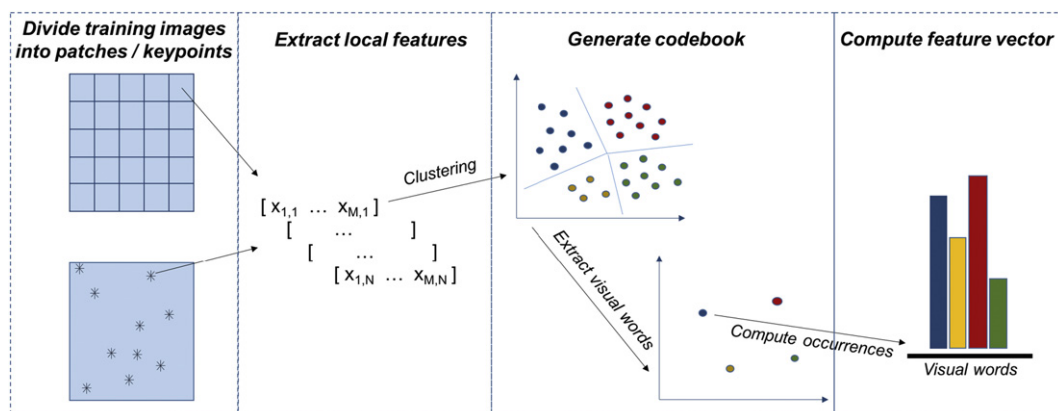 Divide training images
into patches / keypoints
Extract local features
[ x1,1 … xM,1 ]
[ … ]
[ … ]
[ x1,N … xM,N ]
Generate codebook
Clustering
Extract visual words
Compute occurrences
Compute feature vector
Visual words